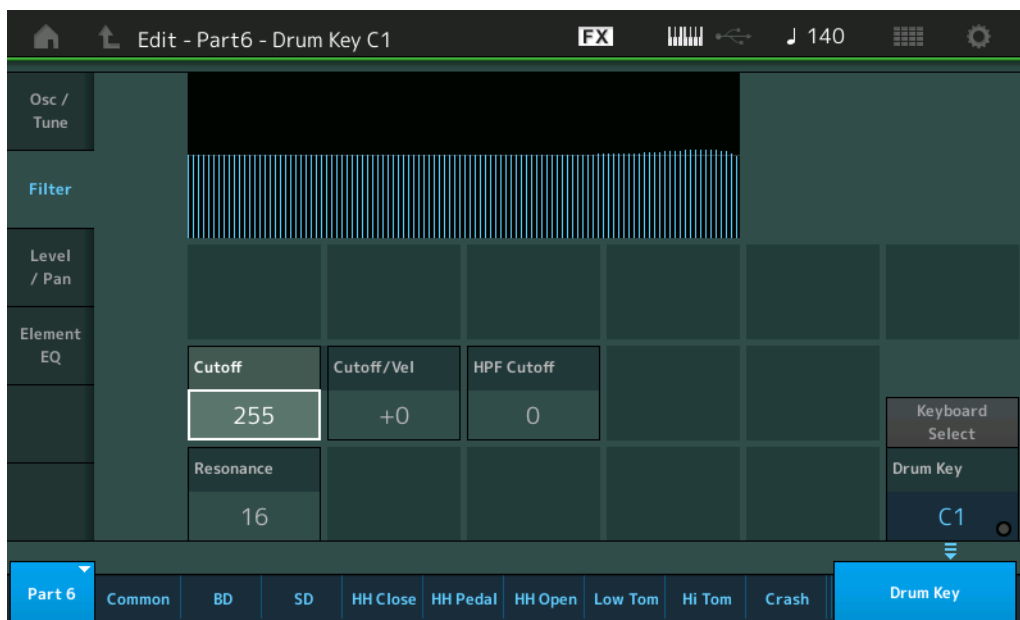 Edit - Part6 - Drum Key C1
FX
♩ 140
Osc /
Tune
Filter
Level
/ Pan
Element
EQ
Cutoff
255
Cutoff/Vel
+0
HPF Cutoff
0
Keyboard
Select
Resonance
16
Drum Key
C1
Part 6
Common
BD
SD
HH Close
HH Pedal
HH Open
Low Tom
Hi Tom
Crash
Drum Key